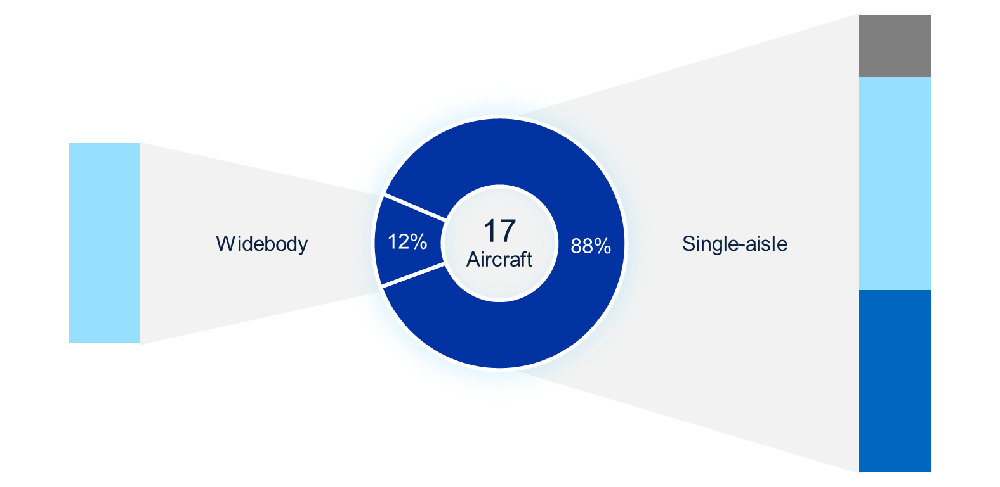 Widebody
12%
17
Aircraft
88%
Single-aisle